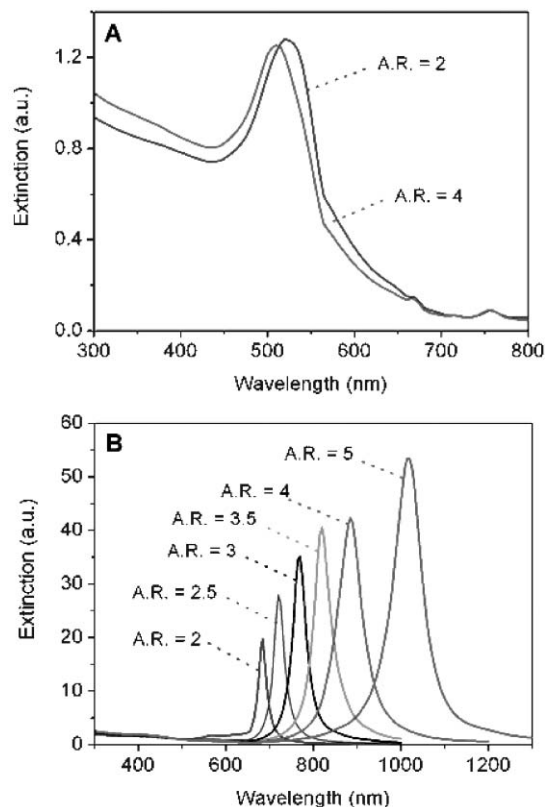 A
1.2
0.8
0.4
0.0
Extinction (a.u.)
A.R. = 2
A.R. = 4
300 400 500 600 700 800
Wavelength (nm)
B
60
50
40
30
20
10
0
Extinction (a.u.)
A.R. = 5
A.R. = 4
A.R. = 3.5
A.R. = 3
A.R. = 2.5
A.R. = 2
400 600 800 1000 1200
Wavelength (nm)